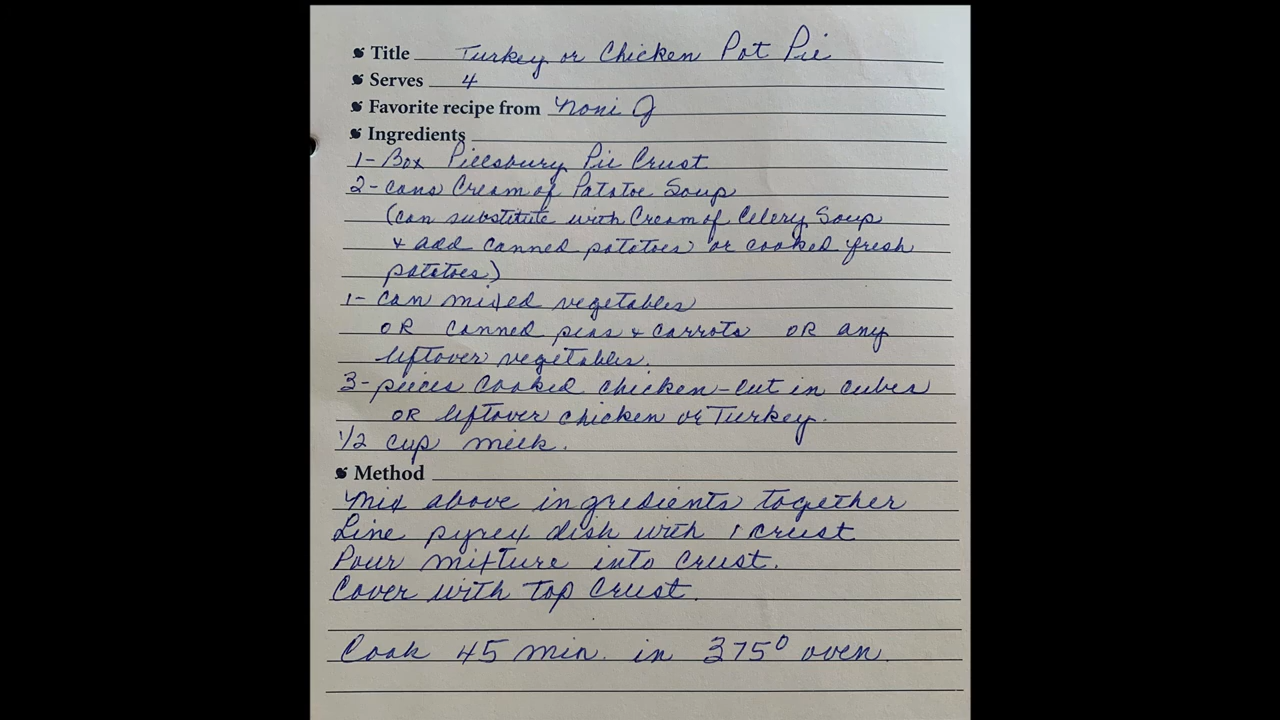 Title Turkey or Chicken Pot Pie
Serves 4
Favorite recipe from Noni J
Ingredients
1- Box Pillsbury Pie Crust
2- cans Cream of Patatoe Soup
(can substitute with Cream of Celery Soup
+ add canned potatoes or cooked fresh
potatoes)
1- can mixed vegetables
OR canned peas + carrots OR any
leftover vegetables.
3- pieces cooked chicken - cut in cubes
OR leftover chicken or Turkey.
1/2 cup milk.
Method
Mix above ingredients together
Line pyrex dish with 1 crust
Pour mixture into crust.
Cover with top crust.
Cook 45 min. in 375° oven.